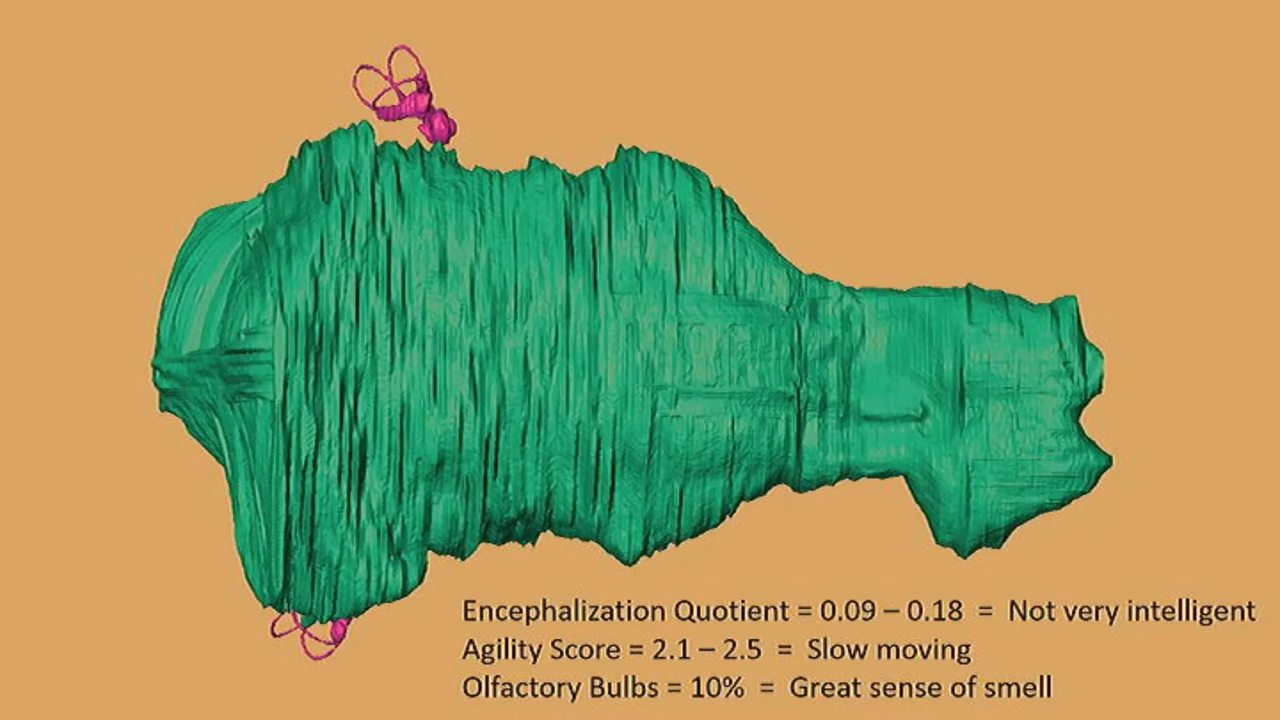 Encephalization Quotient = 0.09 – 0.18 = Not very intelligent
Agility Score = 2.1 – 2.5 = Slow moving
Olfactory Bulbs = 10% = Great sense of smell